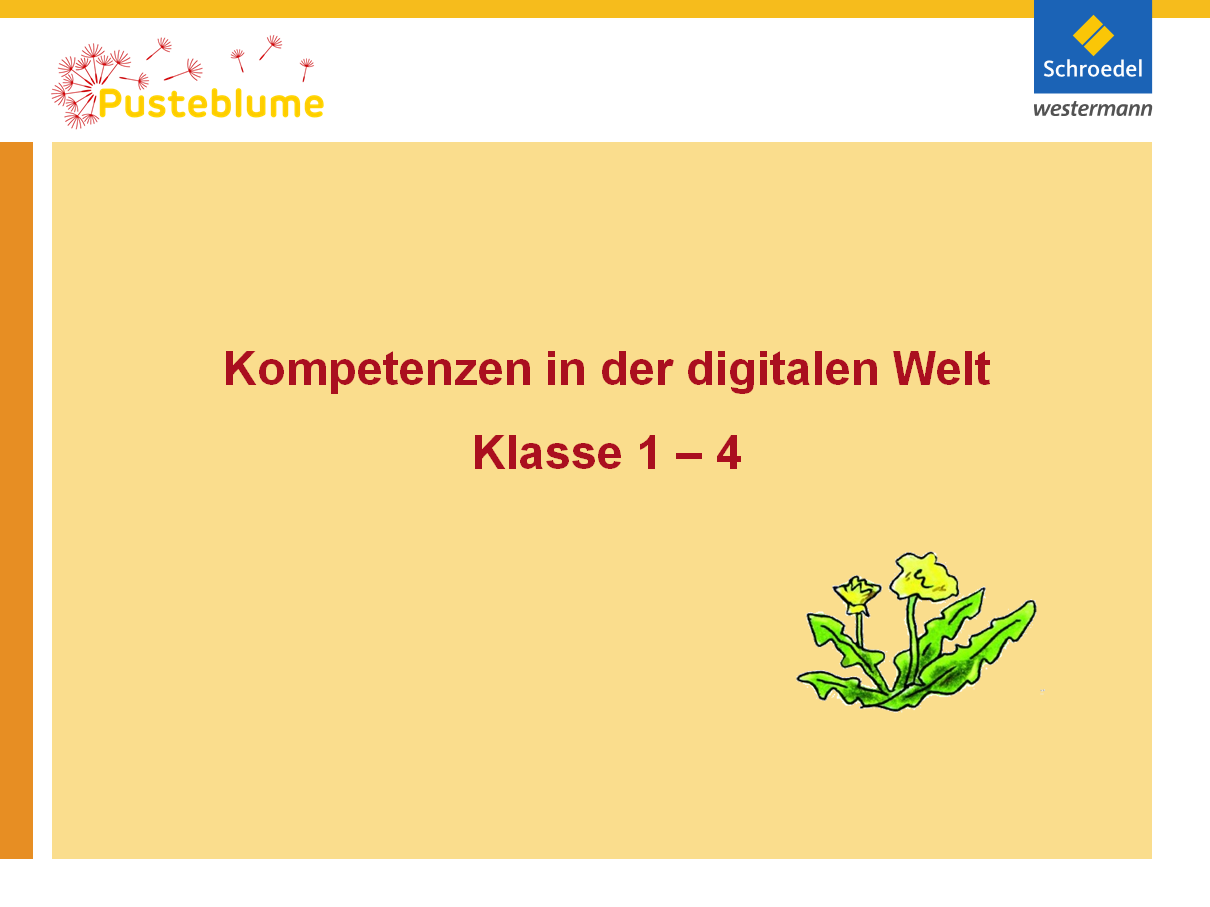 Pusteblume
Schroedel
westermann
Kompetenzen in der digitalen Welt
Klasse 1 – 4